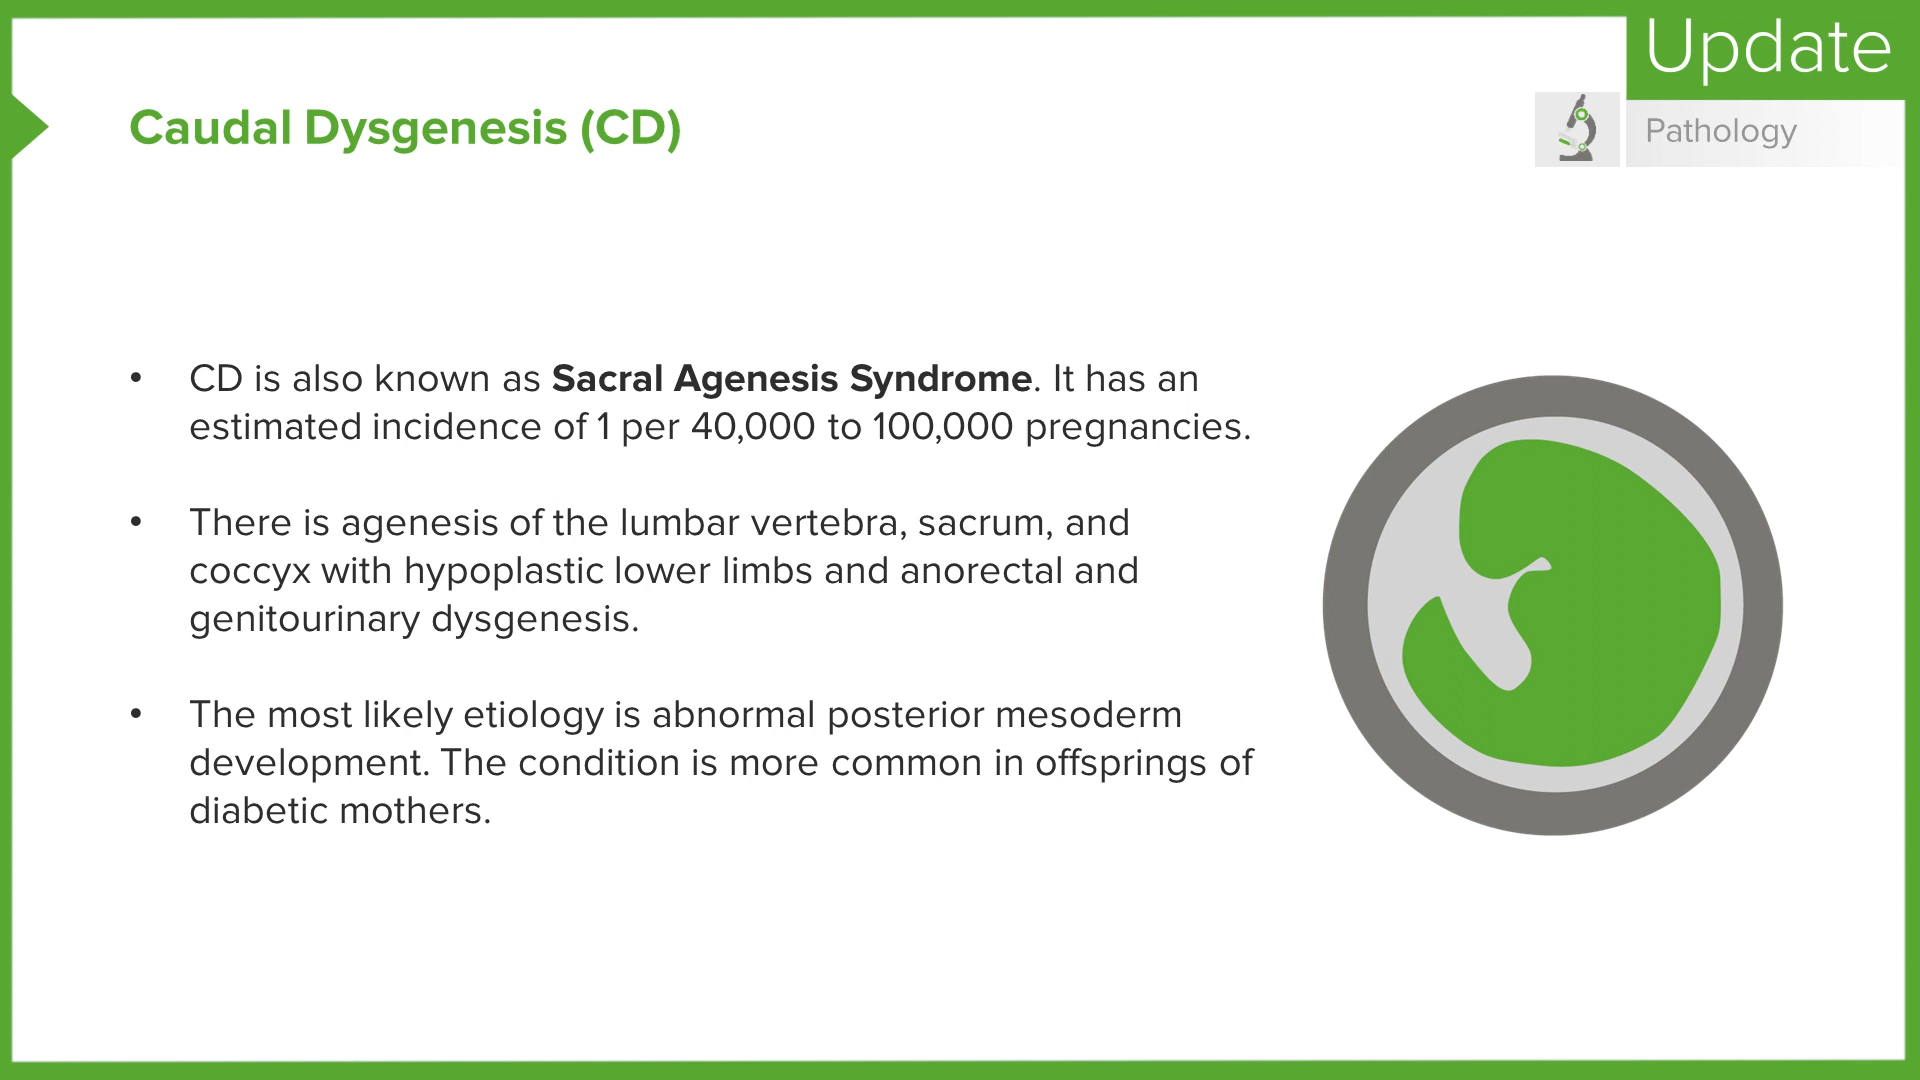 Update
Caudal Dysgenesis (CD)
Pathology
• CD is also known as Sacral Agenesis Syndrome. It has an
estimated incidence of 1 per 40,000 to 100,000 pregnancies.
• There is agenesis of the lumbar vertebra, sacrum, and
coccyx with hypoplastic lower limbs and anorectal and
genitourinary dysgenesis.
• The most likely etiology is abnormal posterior mesoderm
development. The condition is more common in offsprings of
diabetic mothers.